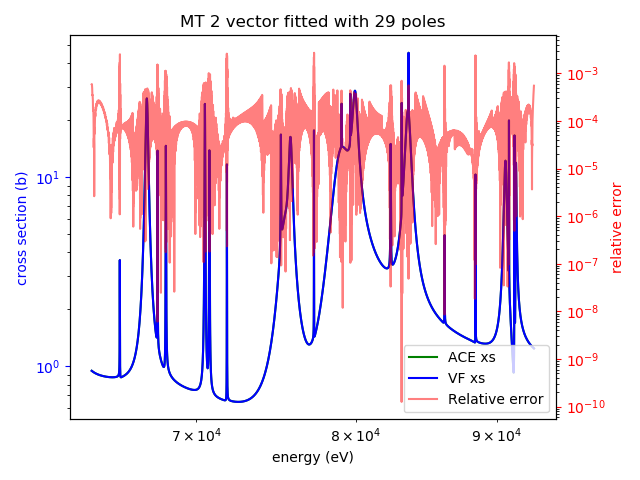 MT 2 vector fitted with 29 poles
cross section (b)
10¹
10⁰
10⁻³
10⁻⁴
10⁻⁵
10⁻⁶
10⁻⁷
10⁻⁸
10⁻⁹
10⁻¹⁰
relative error
ACE xs
VF xs
Relative error
7 × 10⁴
8 × 10⁴
9 × 10⁴
energy (eV)